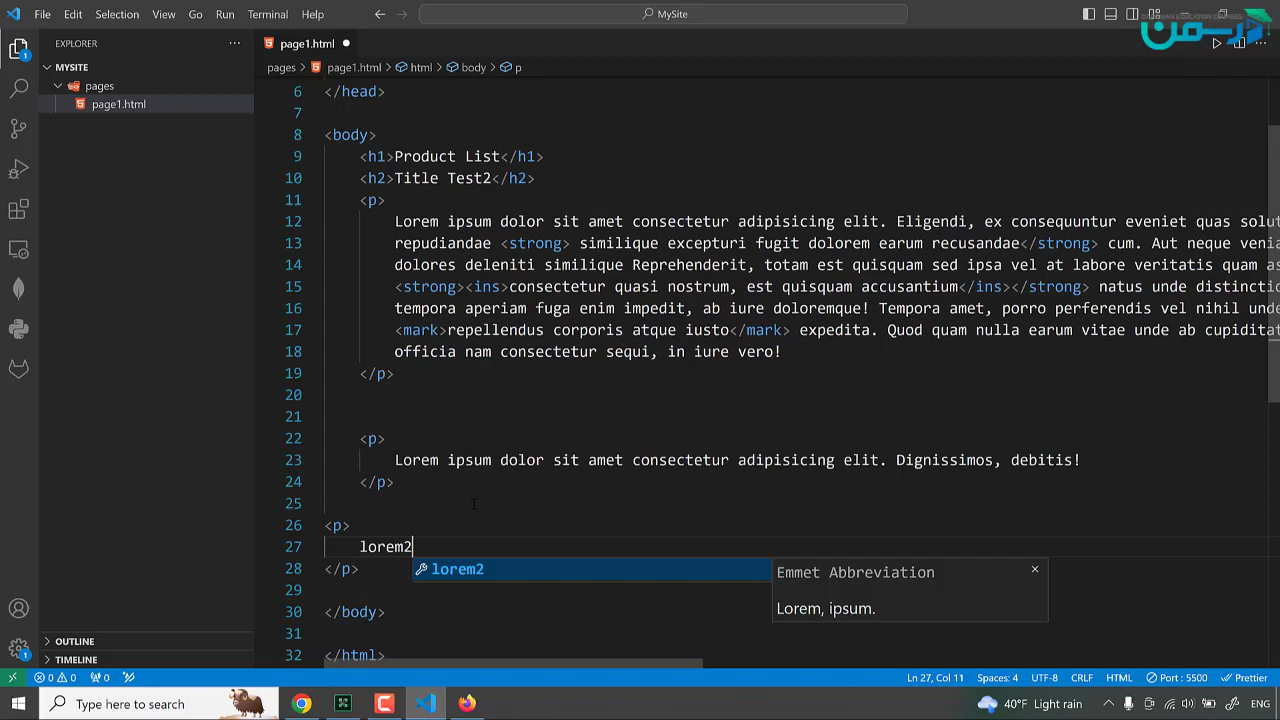 File Edit Selection View Go Run Terminal Help
MySite
درسمن
EXPLORER
page1.html
pages > page1.html > html > body > p
MYSITE
pages
page1.html
OUTLINE
TIMELINE
6 </head>
7
8 <body>
9 <h1>Product List</h1>
10 <h2>Title Test2</h2>
11 <p>
12 Lorem ipsum dolor sit amet consectetur adipisicing elit. Eligendi, ex consequuntur eveniet quas solut
13 repudiandae <strong> similique excepturi fugit dolorem earum recusandae</strong> cum. Aut neque venia
14 dolores deleniti similique Reprehenderit, totam est quisquam sed ipsa vel at labore veritatis quam as
15 <strong><ins>consectetur quasi nostrum, est quisquam accusantium</ins></strong> natus unde distinctio
16 tempora aperiam fuga enim impedit, ab iure doloremque! Tempora amet, porro perferendis vel nihil unde
17 <mark>repellendus corporis atque iusto</mark> expedita. Quod quam nulla earum vitae unde ab cupiditat
18 officia nam consectetur sequi, in iure vero!
19 </p>
20
21
22 <p>
23 Lorem ipsum dolor sit amet consectetur adipisicing elit. Dignissimos, debitis!
24 </p>
25
26 <p>
27 lorem2
lorem2
Emmet Abbreviation
Lorem, ipsum.
28 </p>
29
30 </body>
31
32 </html>
0 0 0 Ln 27, Col 11 Spaces: 4 UTF-8 CRLF HTML Port : 5500 Prettier
Type here to search
40°F Light rain ENG